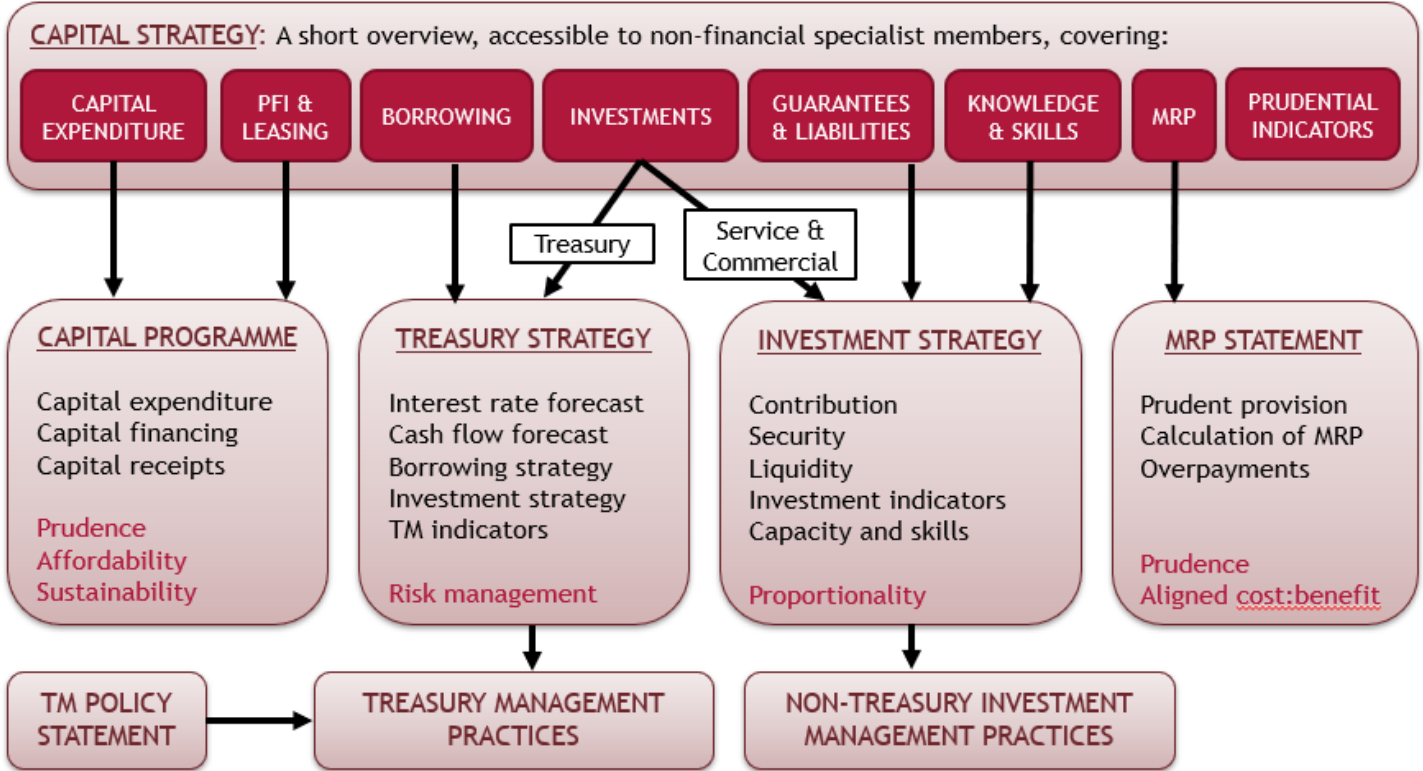 CAPITAL STRATEGY: A short overview, accessible to non-financial specialist members, covering:
CAPITAL
EXPENDITURE
PFI &
LEASING
BORROWING
INVESTMENTS
GUARANTEES
& LIABILITIES
KNOWLEDGE
& SKILLS
MRP
PRUDENTIAL
INDICATORS
Treasury
Service &
Commercial
CAPITAL PROGRAMME
Capital expenditure
Capital financing
Capital receipts
Prudence
Affordability
Sustainability
TREASURY STRATEGY
Interest rate forecast
Cash flow forecast
Borrowing strategy
Investment strategy
TM indicators
Risk management
INVESTMENT STRATEGY
Contribution
Security
Liquidity
Investment indicators
Capacity and skills
Proportionality
MRP STATEMENT
Prudent provision
Calculation of MRP
Overpayments
Prudence
Aligned cost:benefit
TM POLICY
STATEMENT
TREASURY MANAGEMENT
PRACTICES
NON-TREASURY INVESTMENT
MANAGEMENT PRACTICES